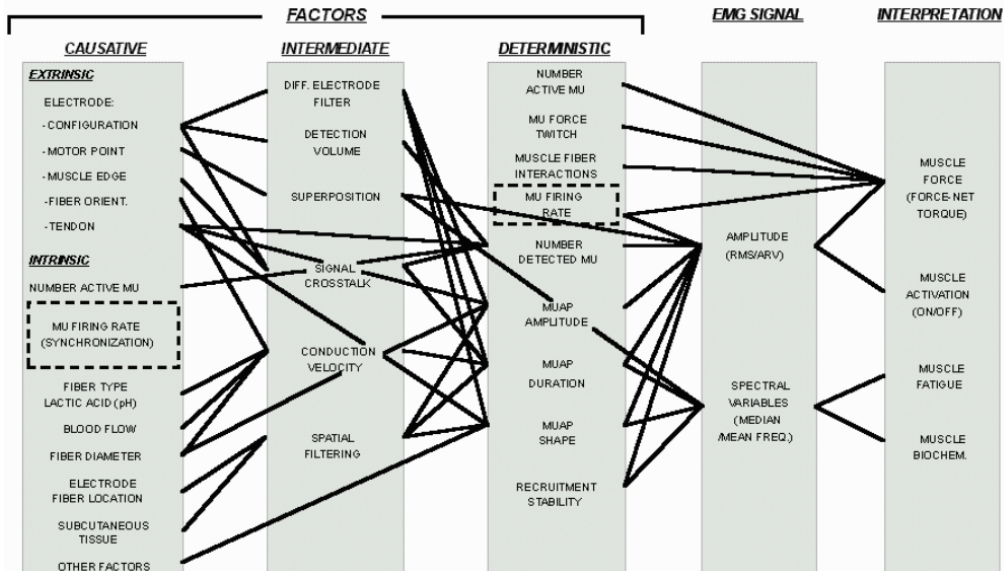 FACTORS
EMG SIGNAL
INTERPRETATION
CAUSATIVE
INTERMEDIATE
DETERMINISTIC
EXTRINSIC
ELECTRODE:
-CONFIGURATION
-MOTOR POINT
-MUSCLE EDGE
-FIBER ORIENT.
-TENDON
INTRINSIC
NUMBER ACTIVE MU
MU FIRING RATE
(SYNCHRONIZATION)
FIBER TYPE
LACTIC ACID (pH)
BLOOD FLOW
FIBER DIAMETER
ELECTRODE
FIBER LOCATION
SUBCUTANEOUS
TISSUE
OTHER FACTORS
DIFF. ELECTRODE
FILTER
DETECTION
VOLUME
SUPERPOSITION
SIGNAL
CROSSTALK
CONDUCTION
VELOCITY
SPATIAL
FILTERING
NUMBER
ACTIVE MU
MU FORCE
TWITCH
MUSCLE FIBER
INTERACTIONS
MU FIRING
RATE
NUMBER
DETECTED MU
MUAP
AMPLITUDE
MUAP
DURATION
MUAP
SHAPE
RECRUITMENT
STABILITY
AMPLITUDE
(RMS/ARV)
SPECTRAL
VARIABLES
(MEDIAN
/MEAN FREQ.)
MUSCLE
FORCE
(FORCE-NET
TORQUE)
MUSCLE
ACTIVATION
(ON/OFF)
MUSCLE
FATIGUE
MUSCLE
BIOCHEM.